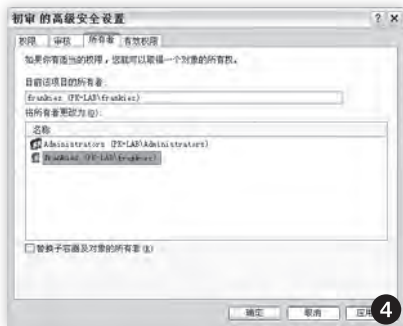 初审 的高级安全设置
权限 审核 所有者 有效权限
如果你有适当的权限，您就可以取得一个对象的所有权。
目前该项目的所有者:
frankiez (PK-LAB\frankiez)
将所有者更改为(O):
名称
Administrators (PK-LAB\Administrators)
frankiez (PK-LAB\frankiez)
替换子容器及对象的所有者(R)
确定 取消 应用
4